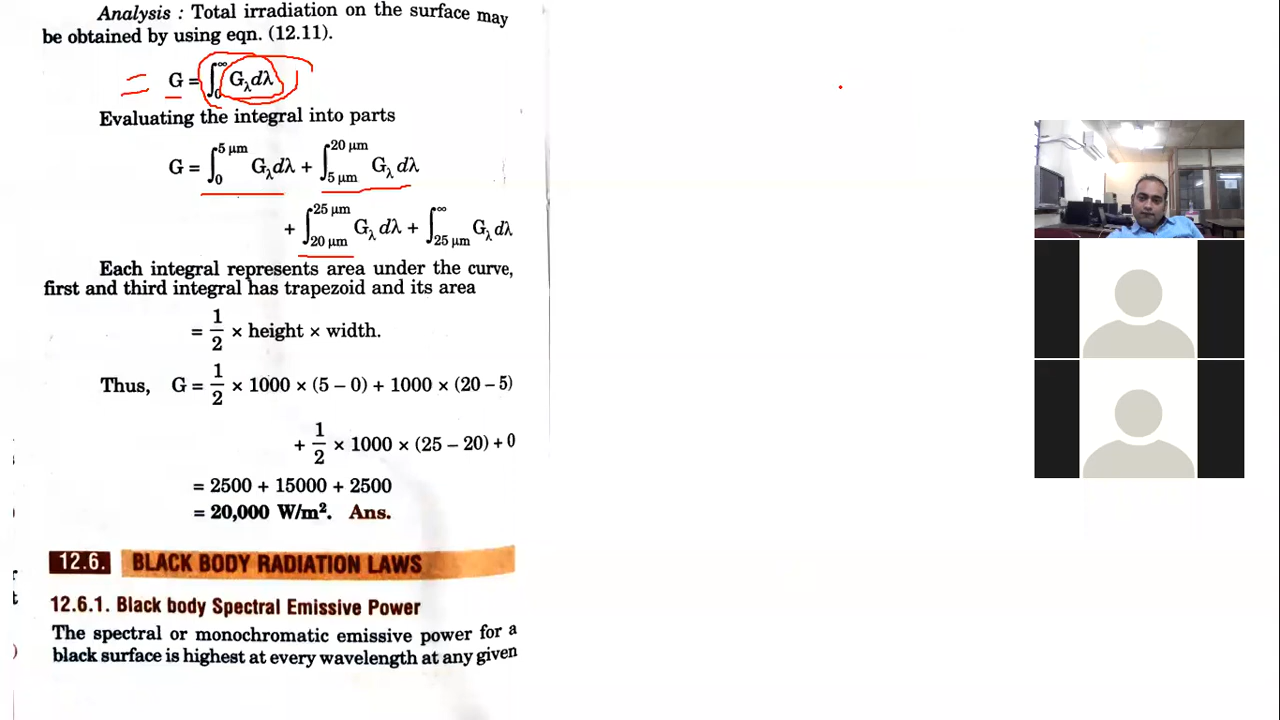 Analysis : Total irradiation on the surface may
be obtained by using eqn. (12.11).
G = ∫₀^∞ G_λ dλ
Evaluating the integral into parts
G = ∫₀^{5 μm} G_λ dλ + ∫_{5 μm}^{20 μm} G_λ dλ
+ ∫_{20 μm}^{25 μm} G_λ dλ + ∫_{25 μm}^∞ G_λ dλ
Each integral represents area under the curve,
first and third integral has trapezoid and its area
= 1/2 × height × width.
Thus, G = 1/2 × 1000 × (5 – 0) + 1000 × (20 – 5)
+ 1/2 × 1000 × (25 – 20) + 0
= 2500 + 15000 + 2500
= 20,000 W/m². Ans.
12.6. BLACK BODY RADIATION LAWS
12.6.1. Black body Spectral Emissive Power
The spectral or monochromatic emissive power for a
black surface is highest at every wavelength at any given